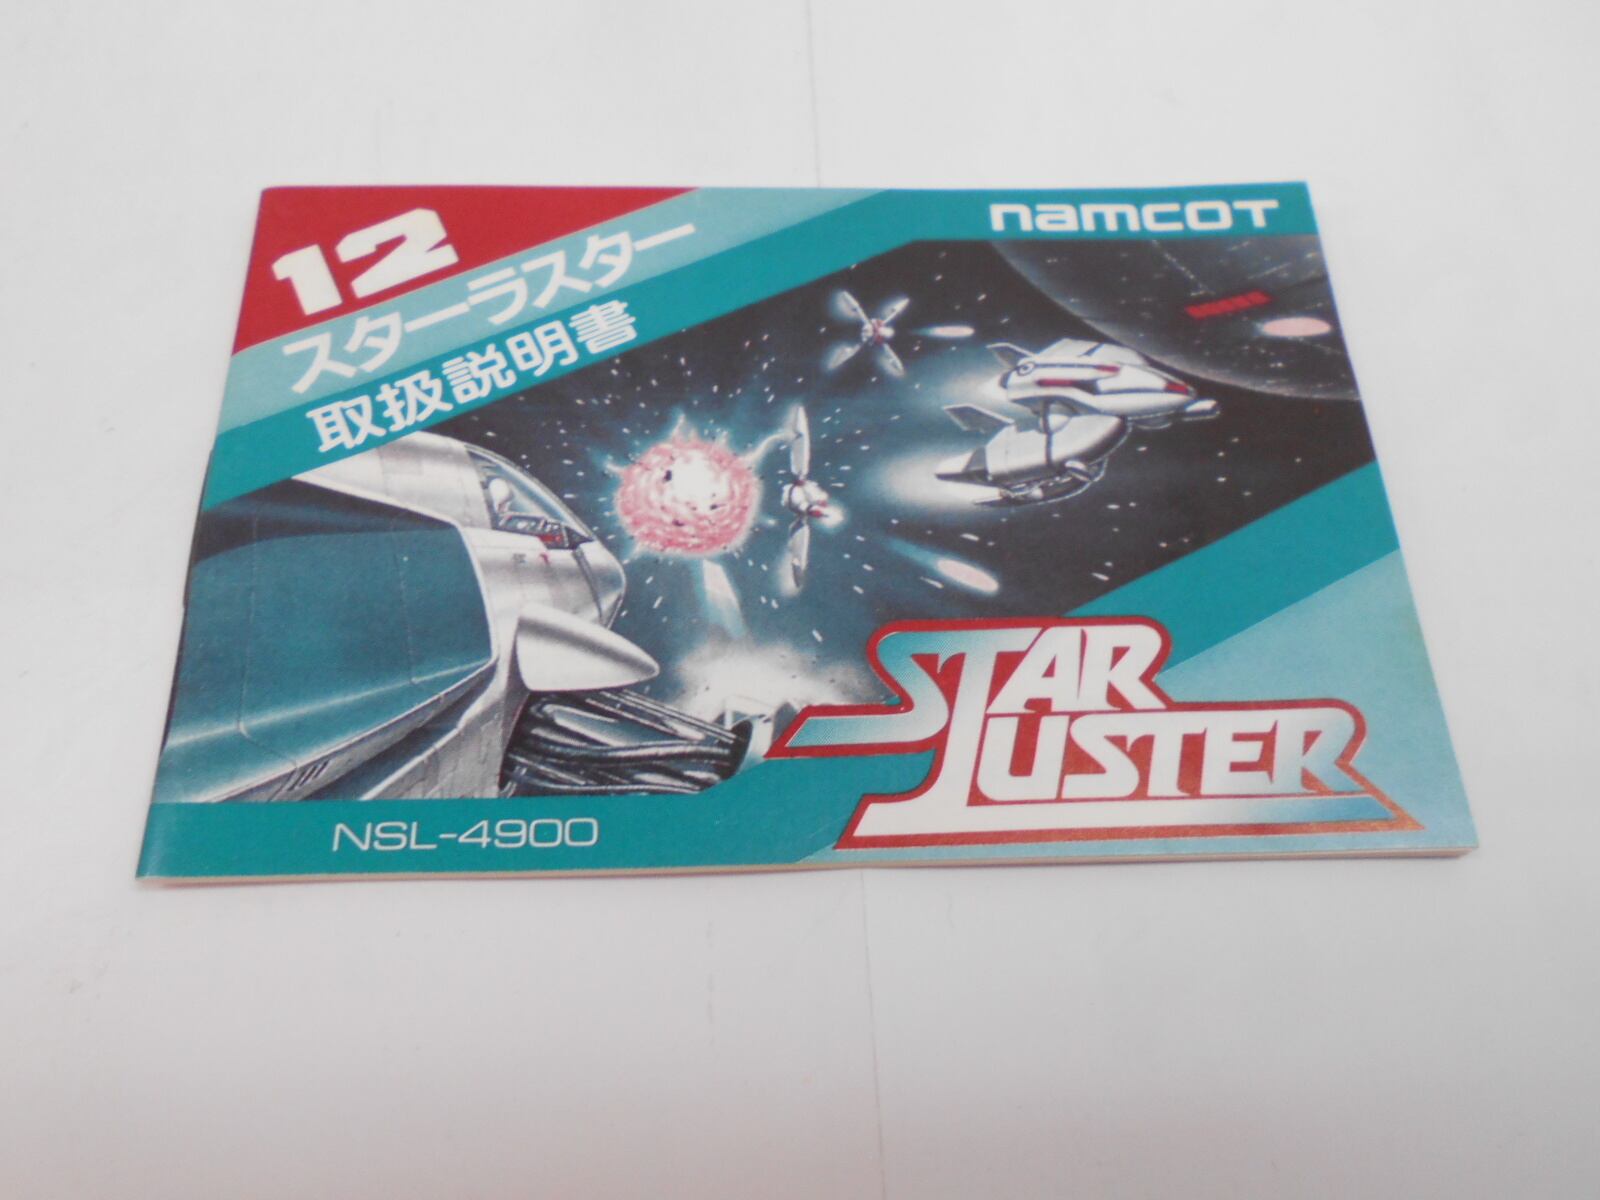 12
スターラスター
取扱説明書
namcot
STAR
LUSTER
NSL-4900